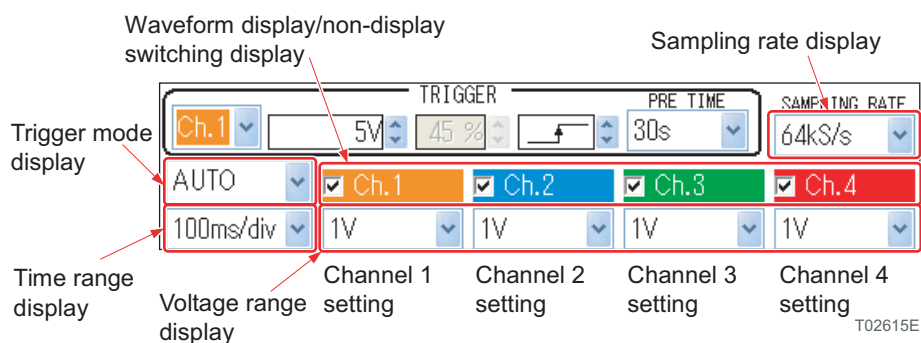 Waveform display/non-display
switching display
Sampling rate display
TRIGGER
PRE TIME
SAMPLING RATE
Ch.1
5V
45 %
30s
64kS/s
Trigger mode
display
AUTO
Ch.1
Ch.2
Ch.3
Ch.4
100ms/div
1V
1V
1V
1V
Time range
display
Voltage range
display
Channel 1
setting
Channel 2
setting
Channel 3
setting
Channel 4
setting
T02615E